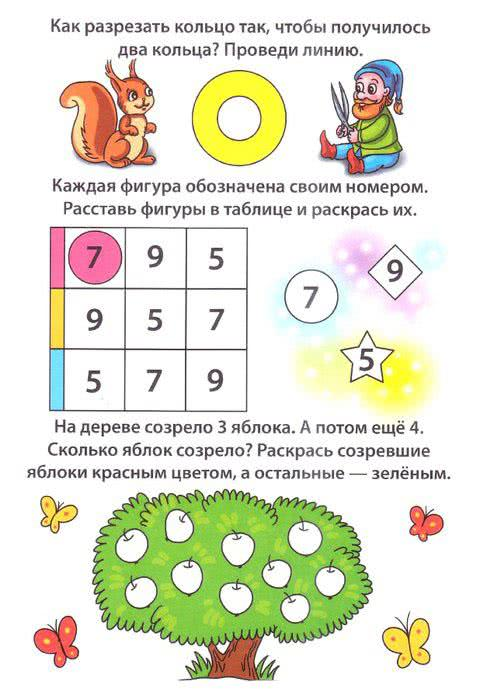 Как разрезать кольцо так, чтобы получилось
два кольца? Проведи линию.
Каждая фигура обозначена своим номером.
Расставь фигуры в таблице и раскрась их.
7 9 5
9 5 7
5 7 9
9
7
5
На дереве созрело 3 яблока. А потом ещё 4.
Сколько яблок созрело? Раскрась созревшие
яблоки красным цветом, а остальные — зелёным.